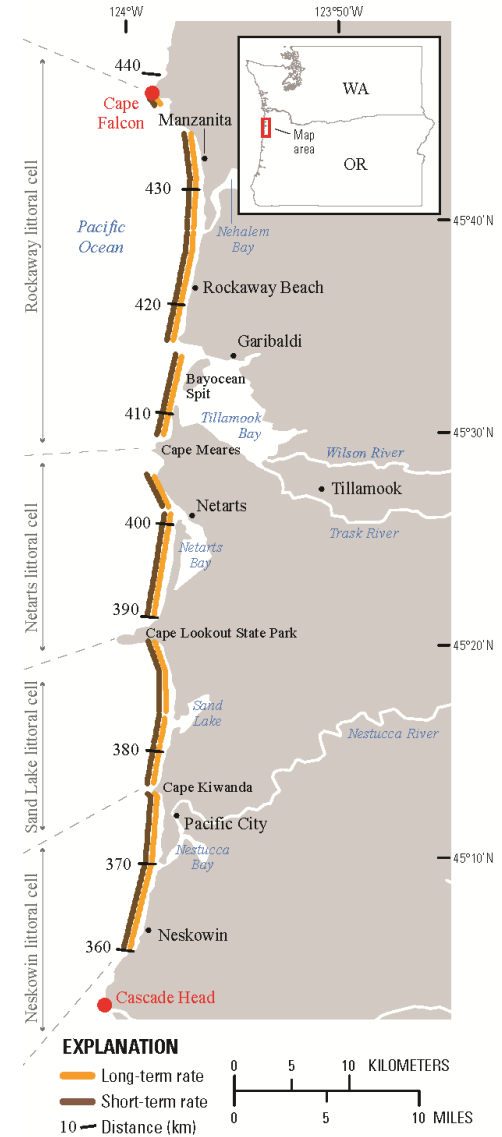 124°W
123°50'W
440
Cape
Falcon
Manzanita
WA
Map
area
OR
430
Pacific
Ocean
Nehalem
Bay
45°40'N
Rockaway littoral cell
Rockaway Beach
420
Garibaldi
Bayocean
Spit
410
Tillamook
Bay
45°30'N
Cape Meares
Wilson River
Tillamook
Netarts
400
Trask River
Netarts
Bay
Netarts littoral cell
390
Cape Lookout State Park
45°20'N
Sand
Lake
Nestucca River
380
Sand Lake littoral cell
Cape Kiwanda
Pacific City
Nestucca
Bay
45°10'N
370
Neskowin
360
Neskowin littoral cell
Cascade Head
EXPLANATION
Long-term rate
Short-term rate
10 Distance (km)
0 5 10 KILOMETERS
0 5 10 MILES